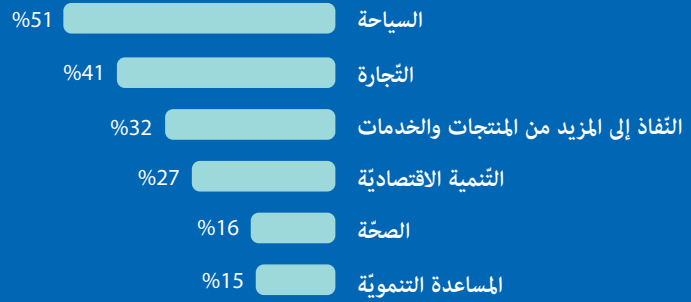 السياحة %51
التّجارة %41
النّفاذ إلى المزيد من المنتجات والخدمات %32
التّنمية الاقتصاديّة %27
الصحّة %16
المساعدة التنمويّة %15